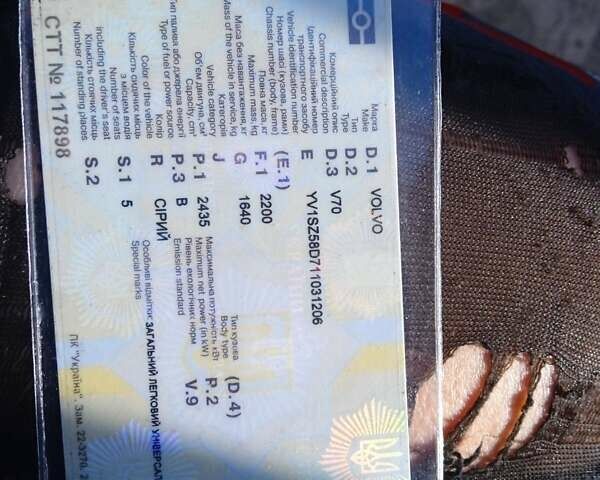 Марка
Make D.1 VOLVO
Тип
Type D.2
Комерційний опис
Commercial description D.3 V70
Ідентифікаційний номер
транспортного засобу
Vehicle identification number E YV1SZ58D711031206
Номер шасі (кузова, рами)
Chassis number (body, frame) (E.1)
Повна маса, кг
Maximum mass, kg F.1 2200
Маса без навантаження, кг
Mass of the vehicle in service, kg G 1640
Категорія
Vehicle category J
Тип кузова
Body type (D.4)
Об'єм двигуна, см³
Capacity, cm³ P.1 2435
Максимальна потужність кВт
Maximum net power (in kW) P.2
Тип палива або джерела енергії
Type of fuel or power source P.3 B
Рівень екологічних норм
Emission standard V.9
Колір
Color of the vehicle R СІРИЙ
Кількість сидячих місць
з місцем водія
Number of seats
including the driver's seat S.1 5
Особливі відмітки: ЗАГАЛЬНИЙ ЛЕГКОВИЙ УНІВЕРСАЛ
Special marks
Кількість стоячих місць
Number of standing places S.2
СТТ № 117898
ПК "Україна". Зам. 22-3270. 2